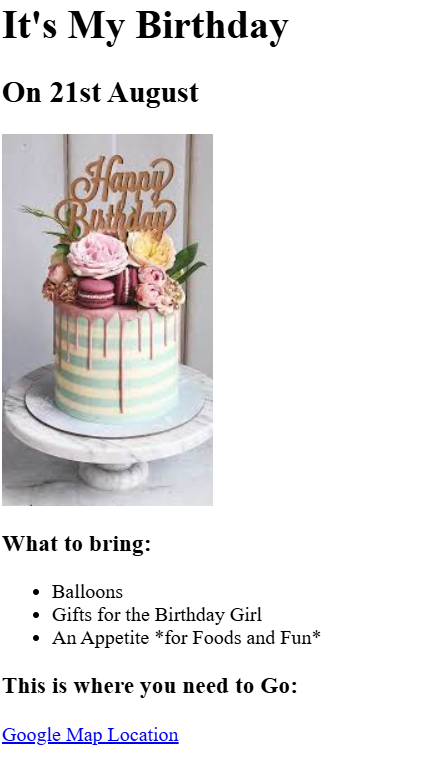 It's My Birthday
On 21st August
Happy
Birthday
What to bring:
Balloons
Gifts for the Birthday Girl
An Appetite *for Foods and Fun*
This is where you need to Go:
Google Map Location